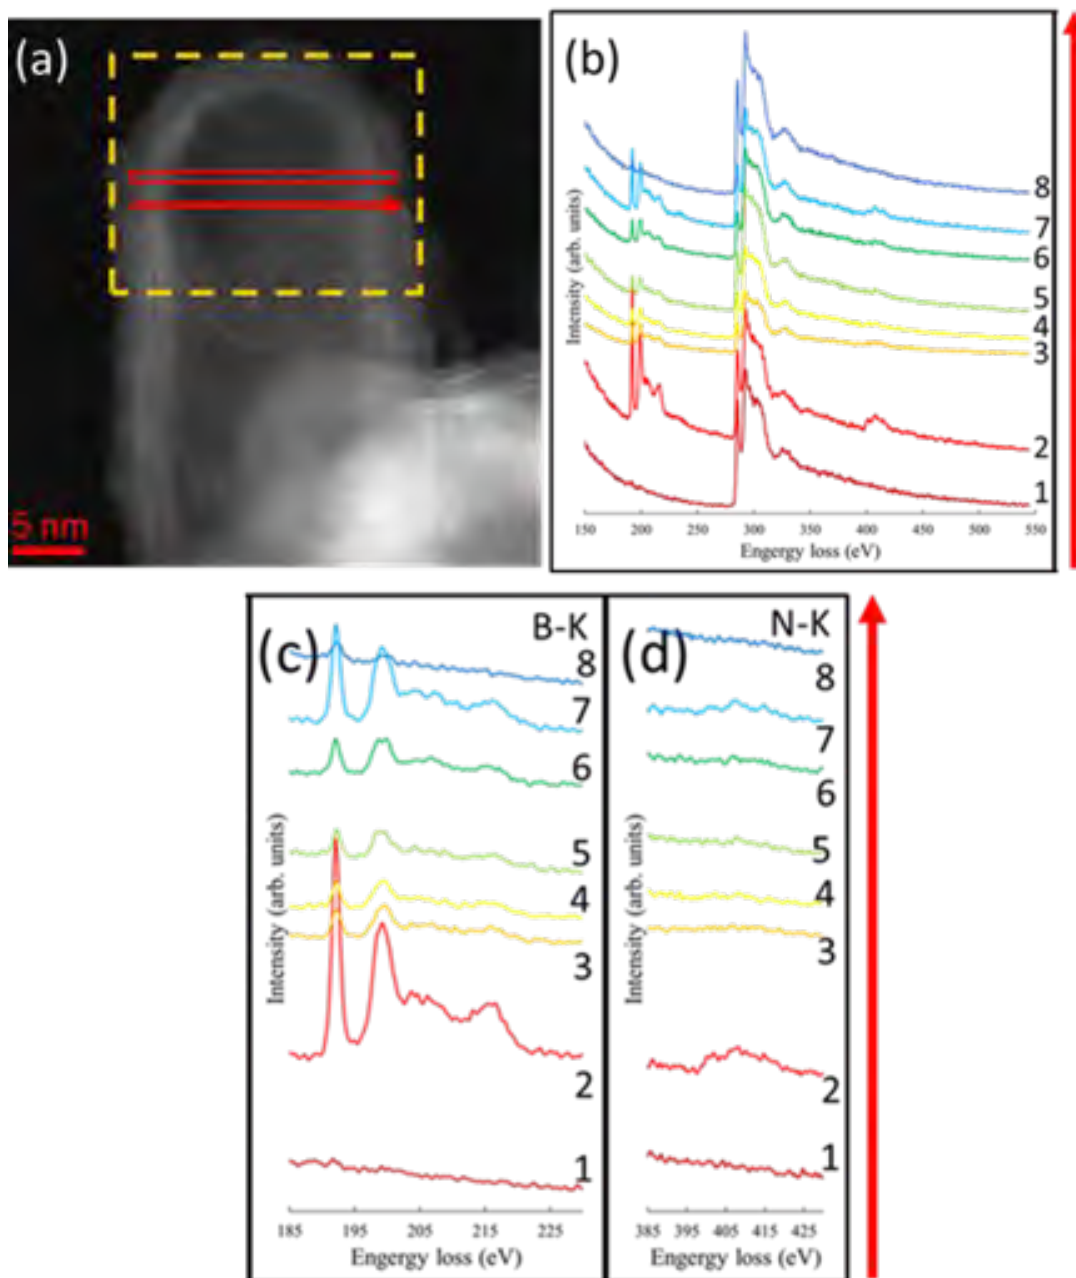 (a)
5 nm
(b)
Intensity (arb. units)
8
7
6
5
4
3
2
1
150 200 250 300 350 400 450 500 550
Engergy loss (eV)
(c)
B-K
Intensity (arb. units)
8
7
6
5
4
3
2
1
185 195 205 215 225
Engergy loss (eV)
(d)
N-K
Intensity (arb. units)
8
7
6
5
4
3
2
1
385 395 405 415 425
Engergy loss (eV)